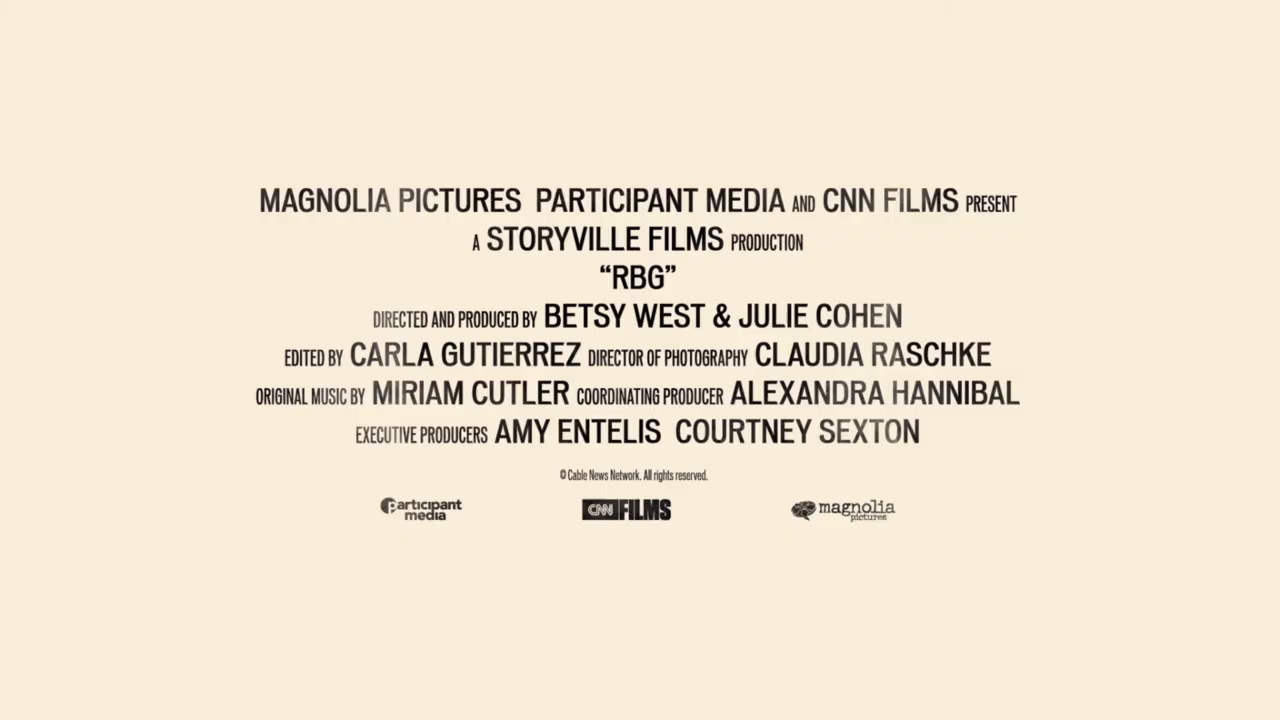 MAGNOLIA PICTURES PARTICIPANT MEDIA AND CNN FILMS PRESENT
A STORYVILLE FILMS PRODUCTION
“RBG”
DIRECTED AND PRODUCED BY BETSY WEST & JULIE COHEN
EDITED BY CARLA GUTIERREZ DIRECTOR OF PHOTOGRAPHY CLAUDIA RASCHKE
ORIGINAL MUSIC BY MIRIAM CUTLER COORDINATING PRODUCER ALEXANDRA HANNIBAL
EXECUTIVE PRODUCERS AMY ENTELIS COURTNEY SEXTON
© Cable News Network. All rights reserved.
Participant
media
CNN FILMS
magnolia
pictures